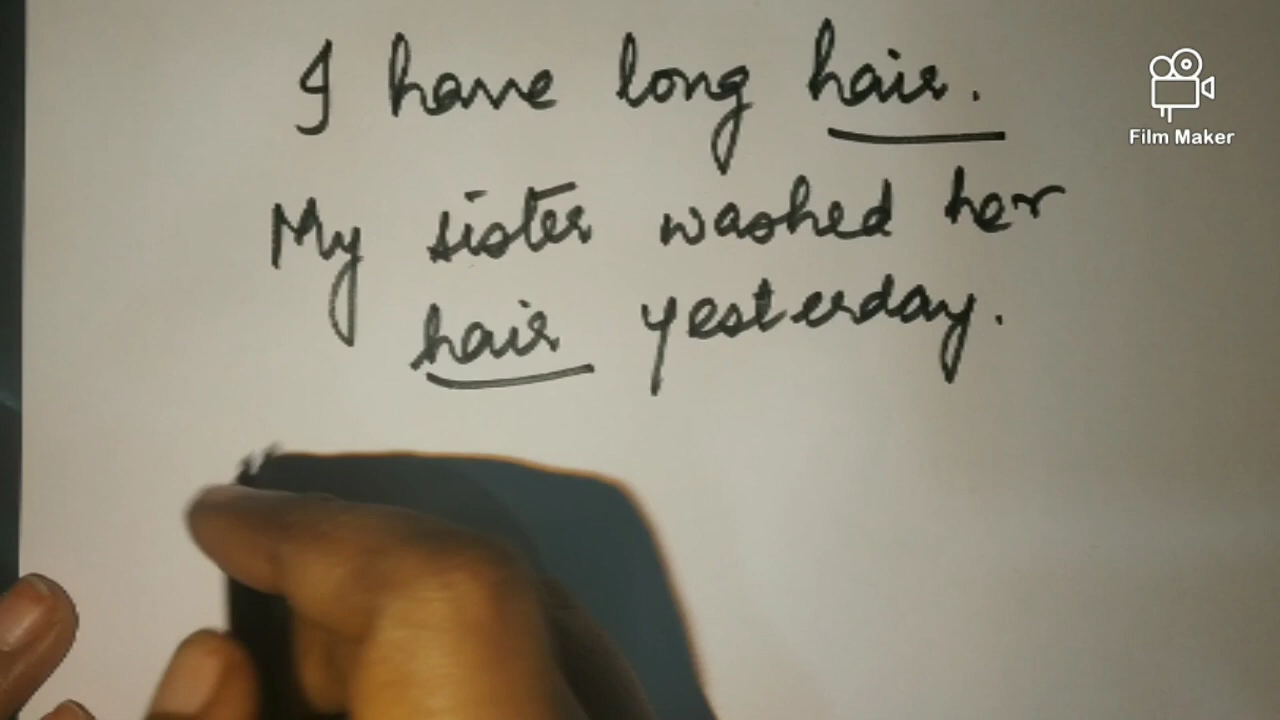 I have long hair.
Film Maker
My sister washed her
hair yesterday.